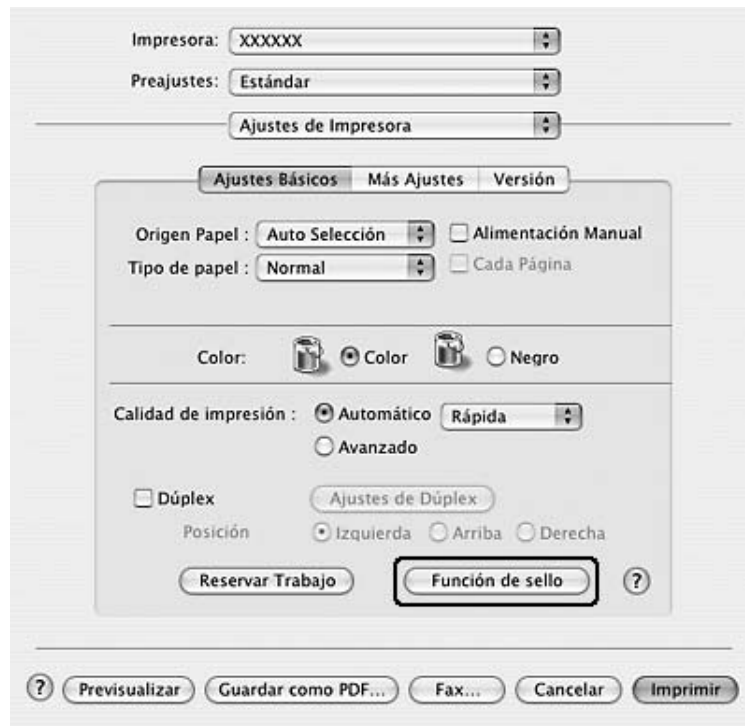 Impresora: XXXXXX
Preajustes: Estándar
Ajustes de Impresora
Ajustes Básicos Más Ajustes Versión
Origen Papel : Auto Selección Alimentación Manual
Tipo de papel : Normal Cada Página
Color: Color Negro
Calidad de impresión : Automático Rápida
Avanzado
Dúplex Ajustes de Dúplex
Posición Izquierda Arriba Derecha
Reservar Trabajo Función de sello ?
? Previsualizar Guardar como PDF... Fax... Cancelar Imprimir